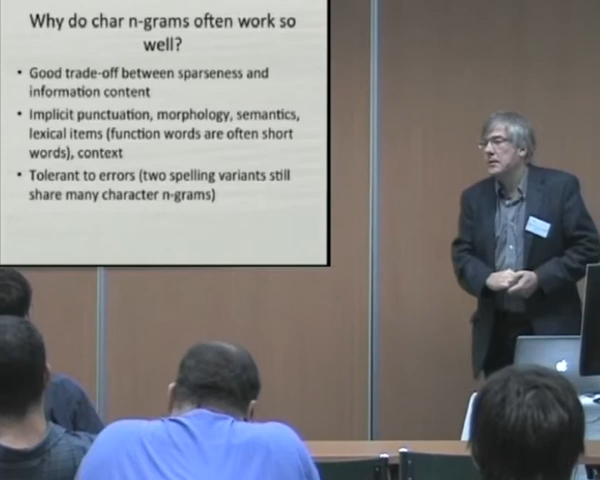 Why do char n-grams often work so
well?
• Good trade-off between sparseness and
information content
• Implicit punctuation, morphology, semantics,
lexical items (function words are often short
words), context
• Tolerant to errors (two spelling variants still
share many character n-grams)